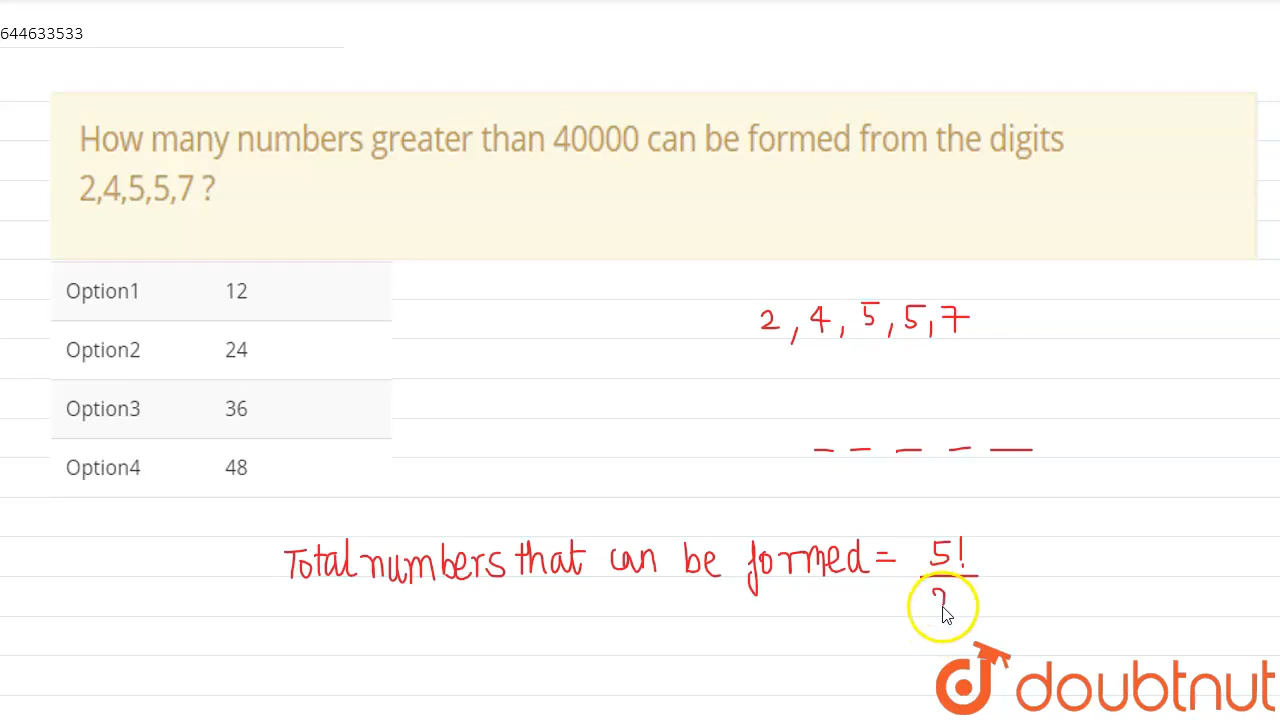 644633533
How many numbers greater than 40000 can be formed from the digits
2,4,5,5,7 ?
Option1 12
Option2 24
Option3 36
Option4 48
2, 4, 5, 5, 7
Total numbers that can be formed = 5!
2
doubtnut